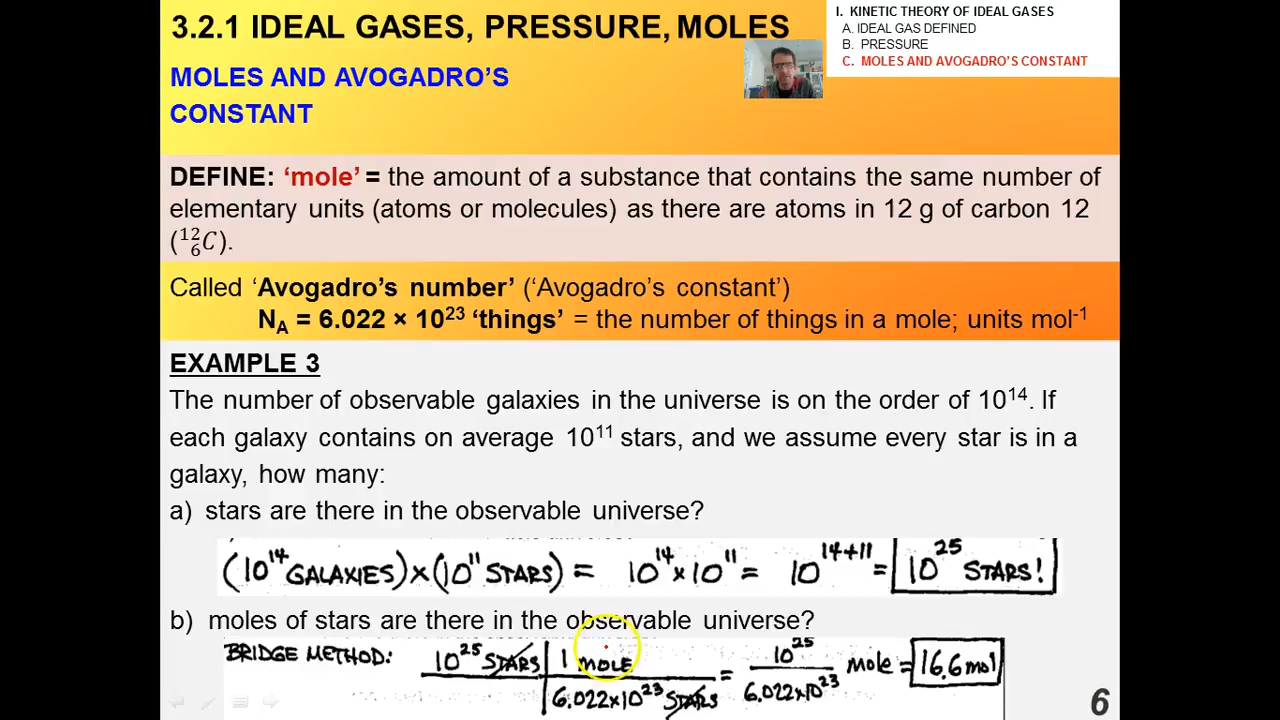 3.2.1 IDEAL GASES, PRESSURE, MOLES
MOLES AND AVOGADRO’S
CONSTANT
I. KINETIC THEORY OF IDEAL GASES
A. IDEAL GAS DEFINED
B. PRESSURE
C. MOLES AND AVOGADRO'S CONSTANT
DEFINE: ‘mole’ = the amount of a substance that contains the same number of
elementary units (atoms or molecules) as there are atoms in 12 g of carbon 12
(¹²₆C).
Called ‘Avogadro’s number’ (‘Avogadro’s constant’)
N_A = 6.022 × 10²³ ‘things’ = the number of things in a mole; units mol⁻¹
EXAMPLE 3
The number of observable galaxies in the universe is on the order of 10¹⁴. If
each galaxy contains on average 10¹¹ stars, and we assume every star is in a
galaxy, how many:
a) stars are there in the observable universe?
(10¹⁴ GALAXIES) × (10¹¹ STARS) = 10¹⁴ × 10¹¹ = 10¹⁴⁺¹¹ = 10²⁵ STARS!
b) moles of stars are there in the observable universe?
BRIDGE METHOD: 10²⁵ STARS | 1 MOLE = 10²⁵ mole = 16.6 mol
6.022×10²³ STARS 6.022×10²³
6